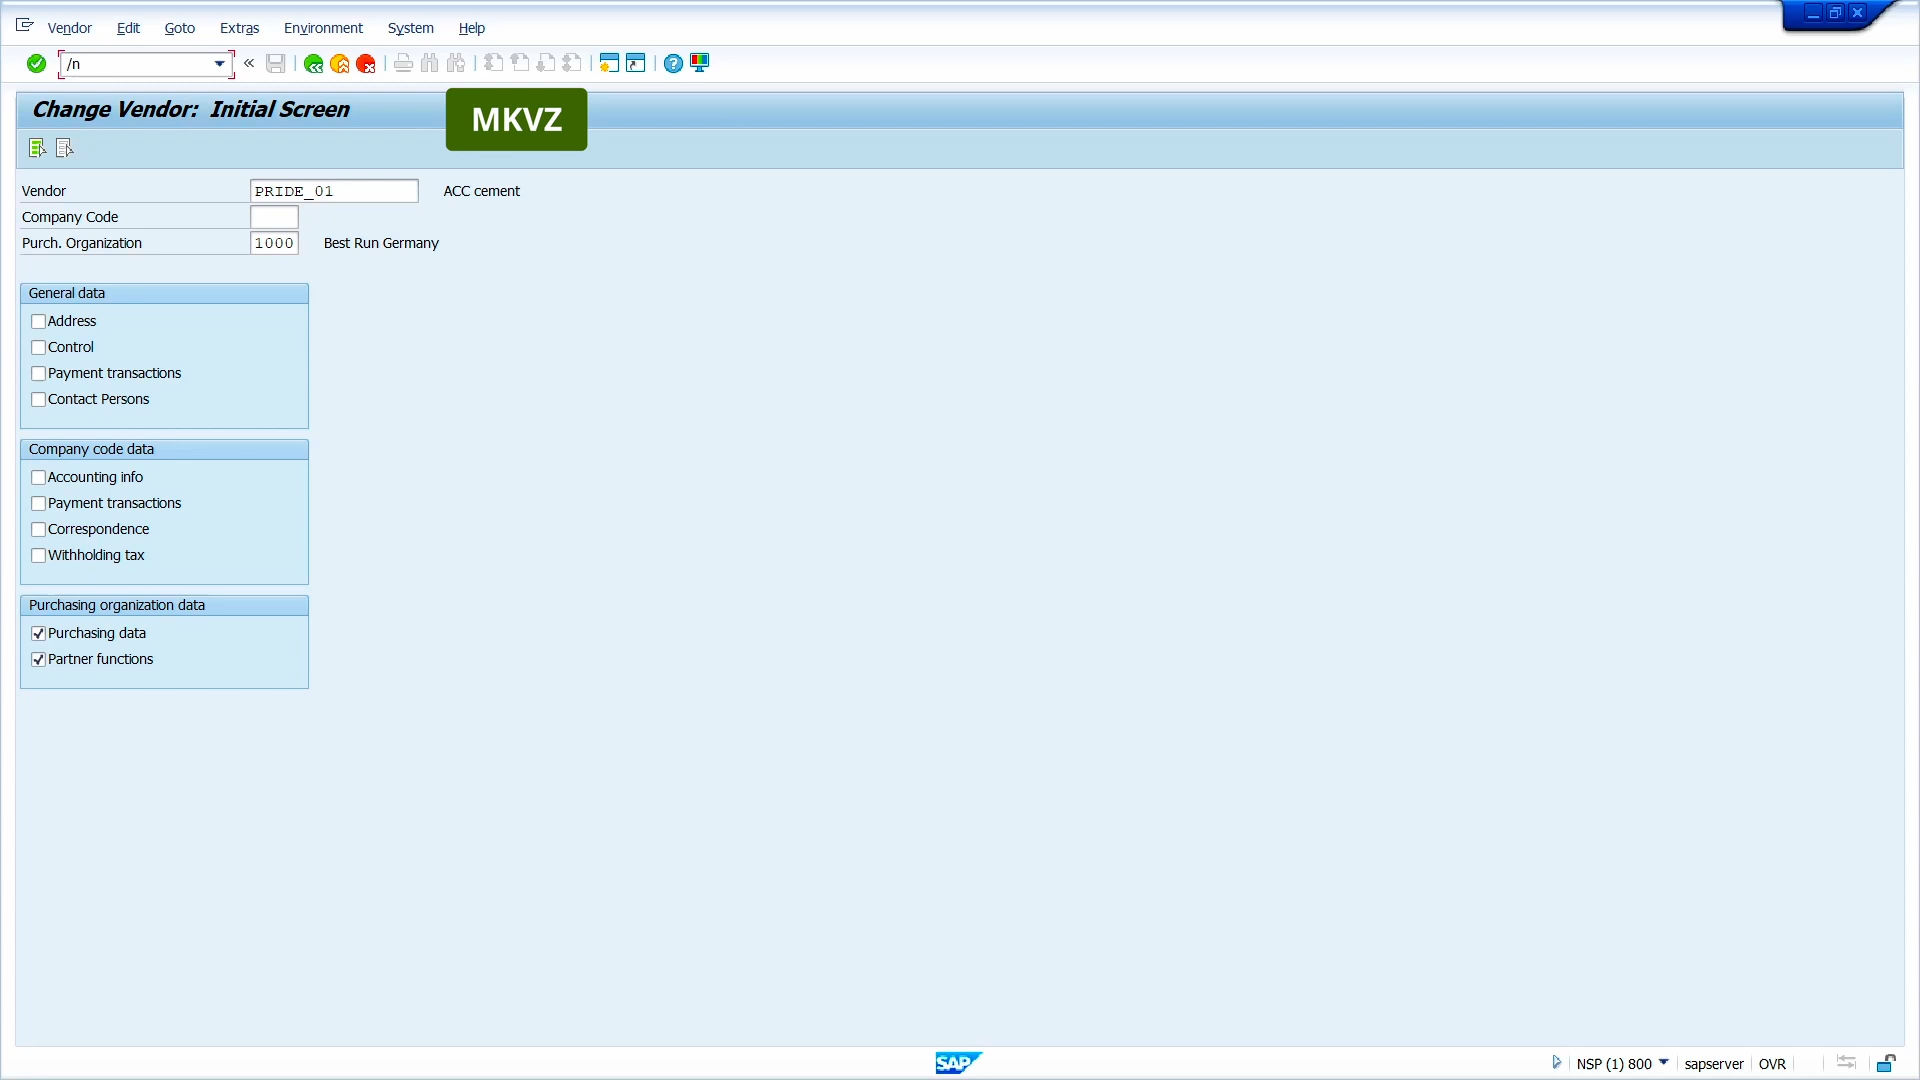 Vendor Edit Goto Extras Environment System Help
/n
Change Vendor: Initial Screen
MKVZ
Vendor PRIDE_01 ACC cement
Company Code
Purch. Organization 1000 Best Run Germany
General data
Address
Control
Payment transactions
Contact Persons
Company code data
Accounting info
Payment transactions
Correspondence
Withholding tax
Purchasing organization data
Purchasing data
Partner functions
SAP
NSP (1) 800 sapserver OVR